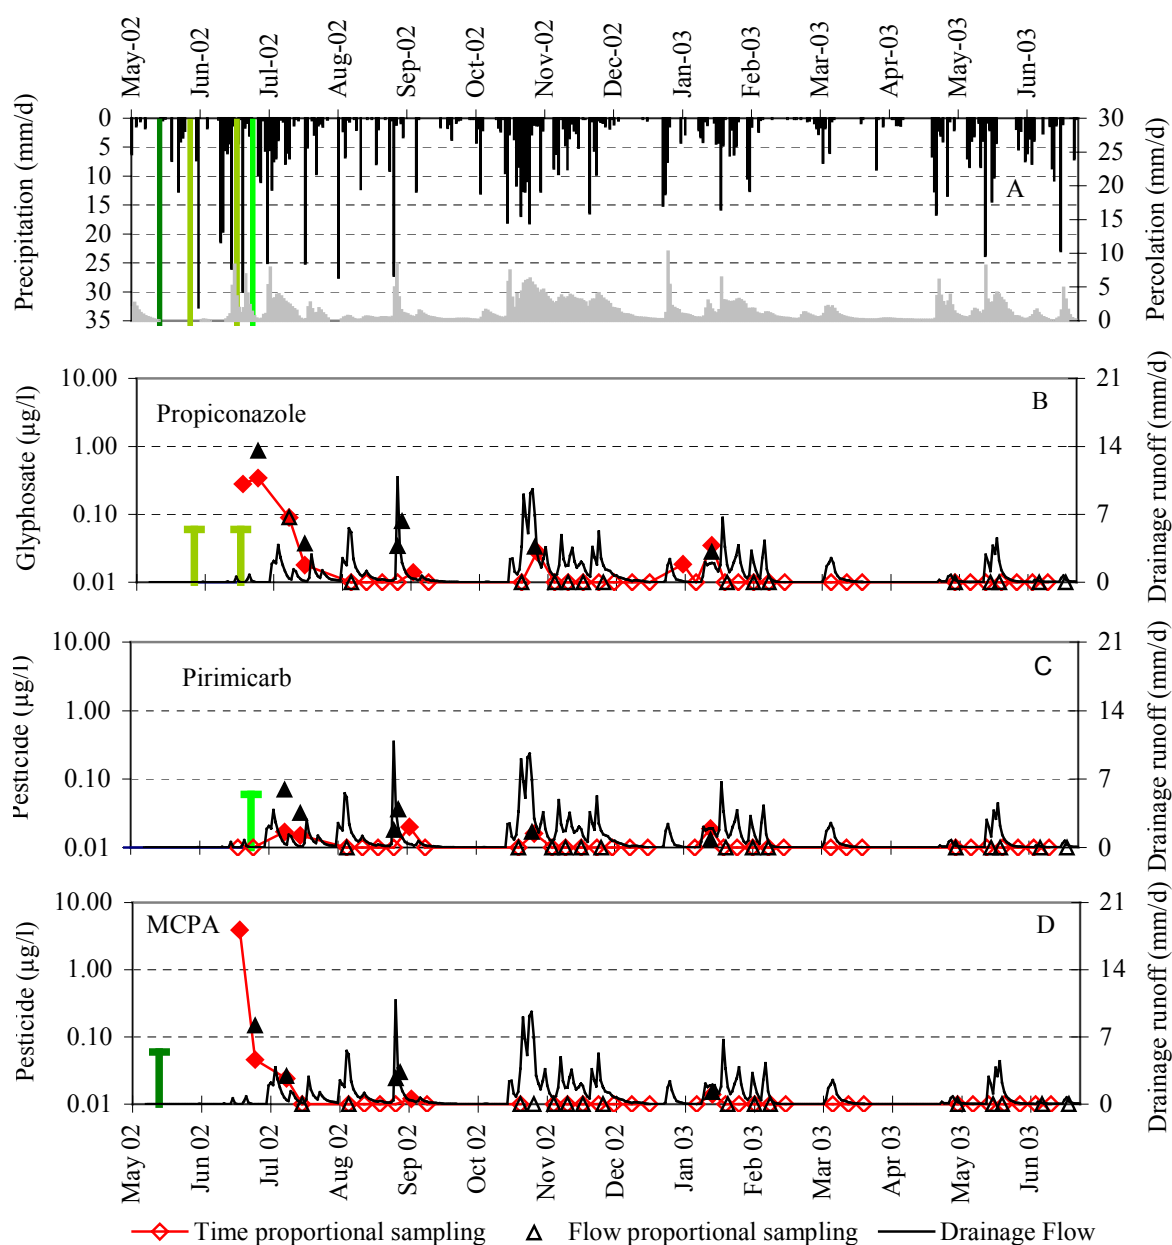 May-02 Jun-02 Jul-02 Aug-02 Sep-02 Oct-02 Nov-02 Dec-02 Jan-03 Feb-03 Mar-03 Apr-03 May-03 Jun-03
Precipitation (mm/d)
0
5
10
15
20
25
30
35
A
30
25
20
15
10
5
0
Percolation (mm/d)
Glyphosate (µg/l)
10.00
1.00
0.10
0.01
Propiconazole
B
21
14
7
0
Drainage runoff (mm/d)
Pesticide (µg/l)
10.00
1.00
0.10
0.01
Pirimicarb
C
21
14
7
0
Drainage runoff (mm/d)
Pesticide (µg/l)
10.00
1.00
0.10
0.01
MCPA
D
21
14
7
0
Drainage runoff (mm/d)
May 02 Jun 02 Jul 02 Aug 02 Sep 02 Oct 02 Nov 02 Dec 02 Jan 03 Feb 03 Mar 03 Apr 03 May 03 Jun 03
Time proportional sampling Flow proportional sampling Drainage Flow